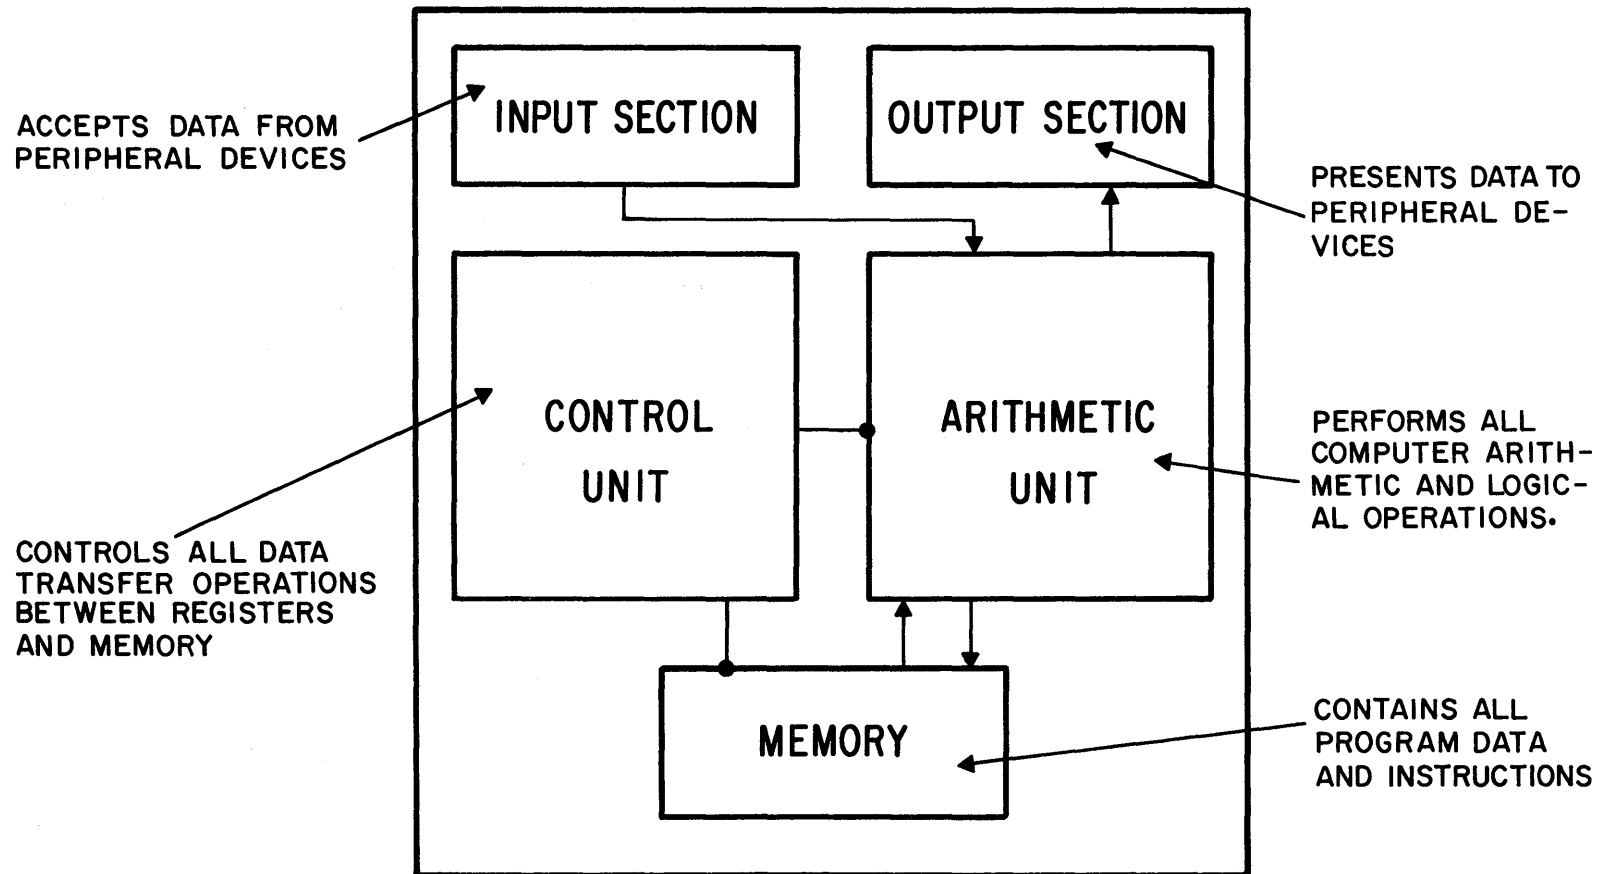 INPUT SECTION
OUTPUT SECTION
ACCEPTS DATA FROM
PERIPHERAL DEVICES
PRESENTS DATA TO
PERIPHERAL DE-
VICES
CONTROL
UNIT
ARITHMETIC
UNIT
PERFORMS ALL
COMPUTER ARITH-
METIC AND LOGIC-
AL OPERATIONS.
CONTROLS ALL DATA
TRANSFER OPERATIONS
BETWEEN REGISTERS
AND MEMORY
MEMORY
CONTAINS ALL
PROGRAM DATA
AND INSTRUCTIONS